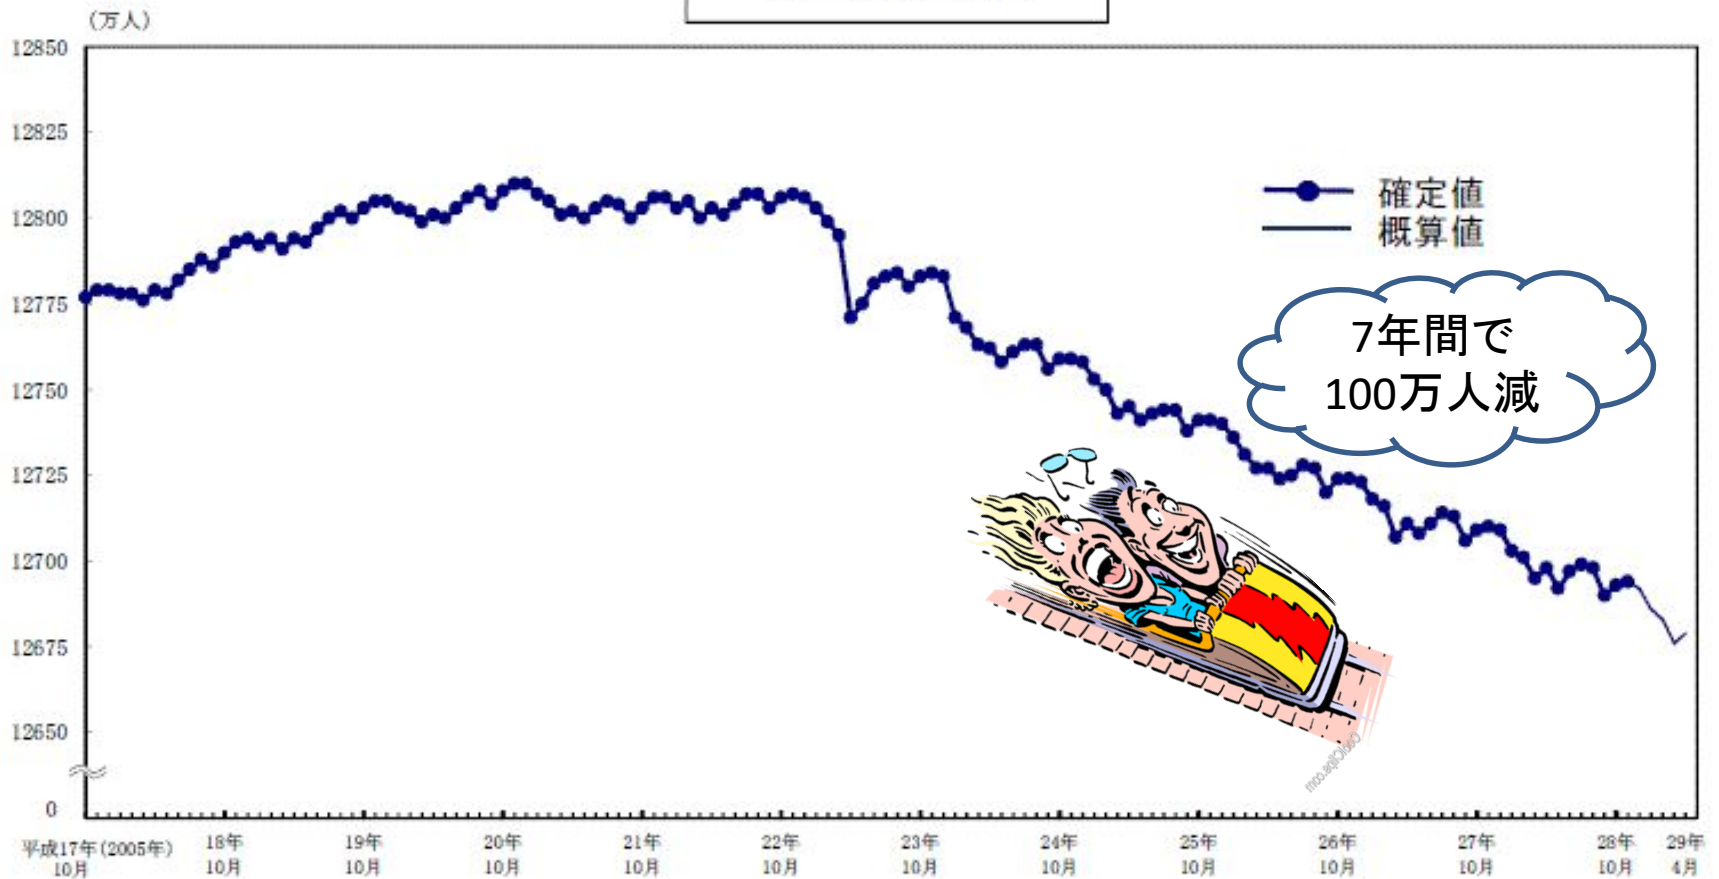 (万人)
12850
12825
12800
12775
12750
12725
12700
12675
12650
0
確定値
概算値
7年間で
100万人減
CoolClips.com
平成17年(2005年)
10月
18年
10月
19年
10月
20年
10月
21年
10月
22年
10月
23年
10月
24年
10月
25年
10月
26年
10月
27年
10月
28年
10月
29年
4月